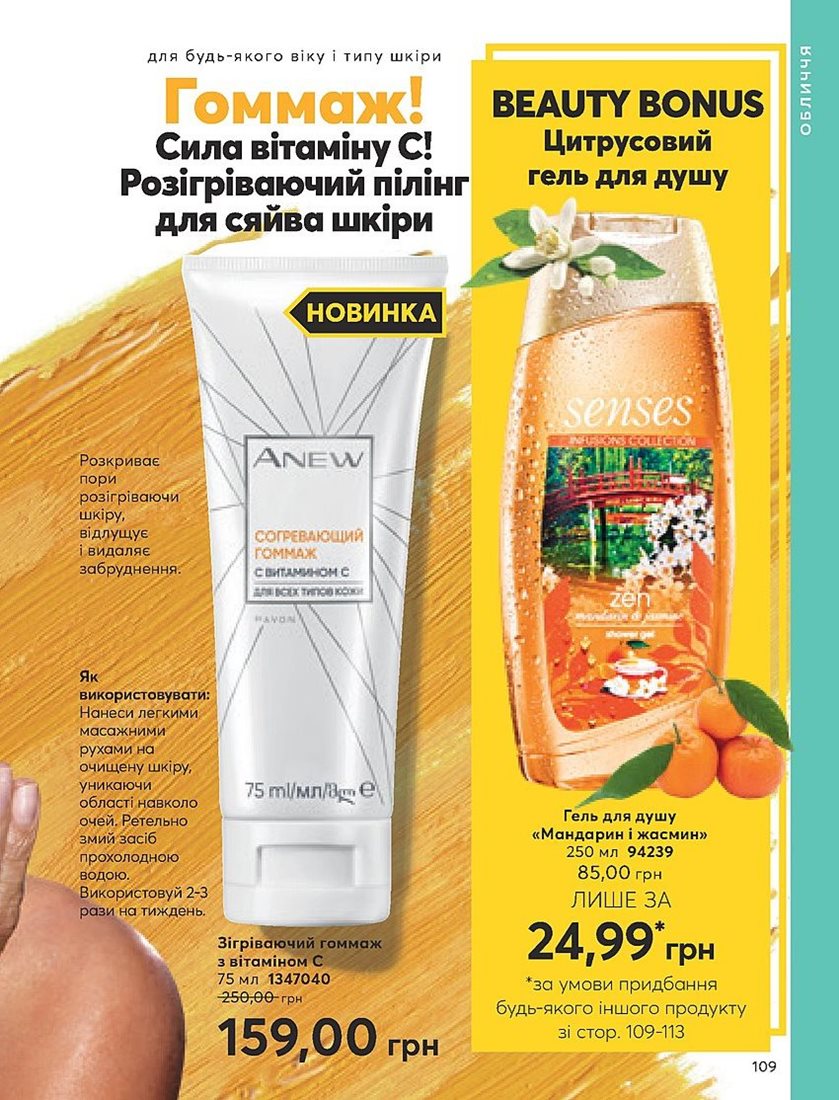 для будь-якого віку і типу шкіри
Гоммаж!
Сила вітаміну С!
Розігріваючий пілінг
для сяйва шкіри
НОВИНКА
Розкриває
пори
розігріваючи
шкіру,
відлущує
і видаляє
забруднення.
ANEW
СОГРЕВАЮЩИЙ
ГОММАЖ
С ВИТАМИНОМ С
ДЛЯ ВСЕХ ТИПОВ КОЖИ
AVON
75 ml/мл/
e
Як
використовувати:
Нанеси легкими
масажними
рухами на
очищену шкіру,
уникаючи
області навколо
очей. Ретельно
змий засіб
прохолодною
водою.
Використовуй 2-3
рази на тиждень.
Зігріваючий гоммаж
з вітаміном С
75 мл 1347040
250,00 грн
159,00 грн
BEAUTY BONUS
Цитрусовий
гель для душу
AVON
senses
INFUSIONS COLLECTION
zen
mandarin & jasmine
shower gel
Гель для душу
«Мандарин і жасмин»
250 мл 94239
85,00 грн
ЛИШЕ ЗА
24,99* грн
*за умови придбання
будь-якого іншого продукту
зі стор. 109-113
ОБЛИЧЧЯ
109